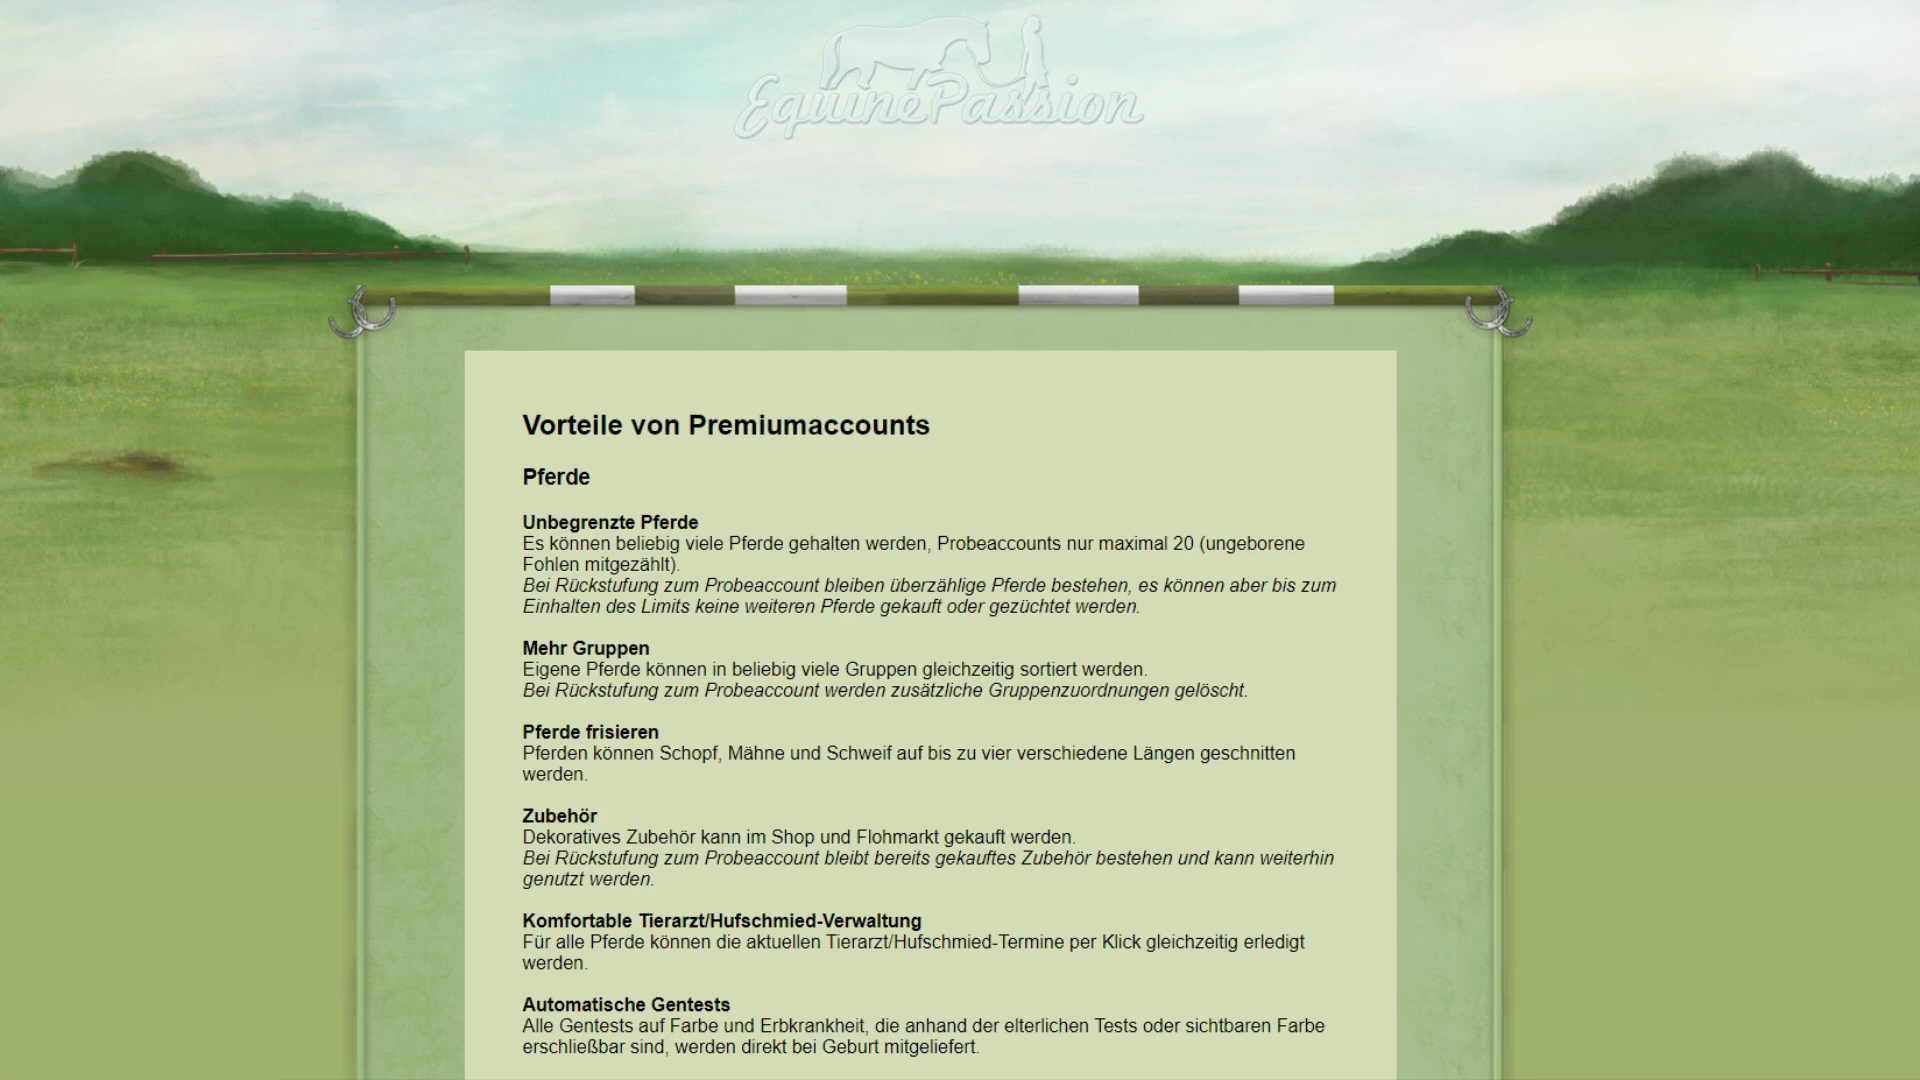 EquinePassion
Vorteile von Premiumaccounts
Pferde
Unbegrenzte Pferde
Es können beliebig viele Pferde gehalten werden, Probeaccounts nur maximal 20 (ungeborene
Fohlen mitgezählt).
Bei Rückstufung zum Probeaccount bleiben überzählige Pferde bestehen, es können aber bis zum
Einhalten des Limits keine weiteren Pferde gekauft oder gezüchtet werden.
Mehr Gruppen
Eigene Pferde können in beliebig viele Gruppen gleichzeitig sortiert werden.
Bei Rückstufung zum Probeaccount werden zusätzliche Gruppenzuordnungen gelöscht.
Pferde frisieren
Pferden können Schopf, Mähne und Schweif auf bis zu vier verschiedene Längen geschnitten
werden.
Zubehör
Dekoratives Zubehör kann im Shop und Flohmarkt gekauft werden.
Bei Rückstufung zum Probeaccount bleibt bereits gekauftes Zubehör bestehen und kann weiterhin
genutzt werden.
Komfortable Tierarzt/Hufschmied-Verwaltung
Für alle Pferde können die aktuellen Tierarzt/Hufschmied-Termine per Klick gleichzeitig erledigt
werden.
Automatische Gentests
Alle Gentests auf Farbe und Erbkrankheit, die anhand der elterlichen Tests oder sichtbaren Farbe
erschließbar sind, werden direkt bei Geburt mitgeliefert.